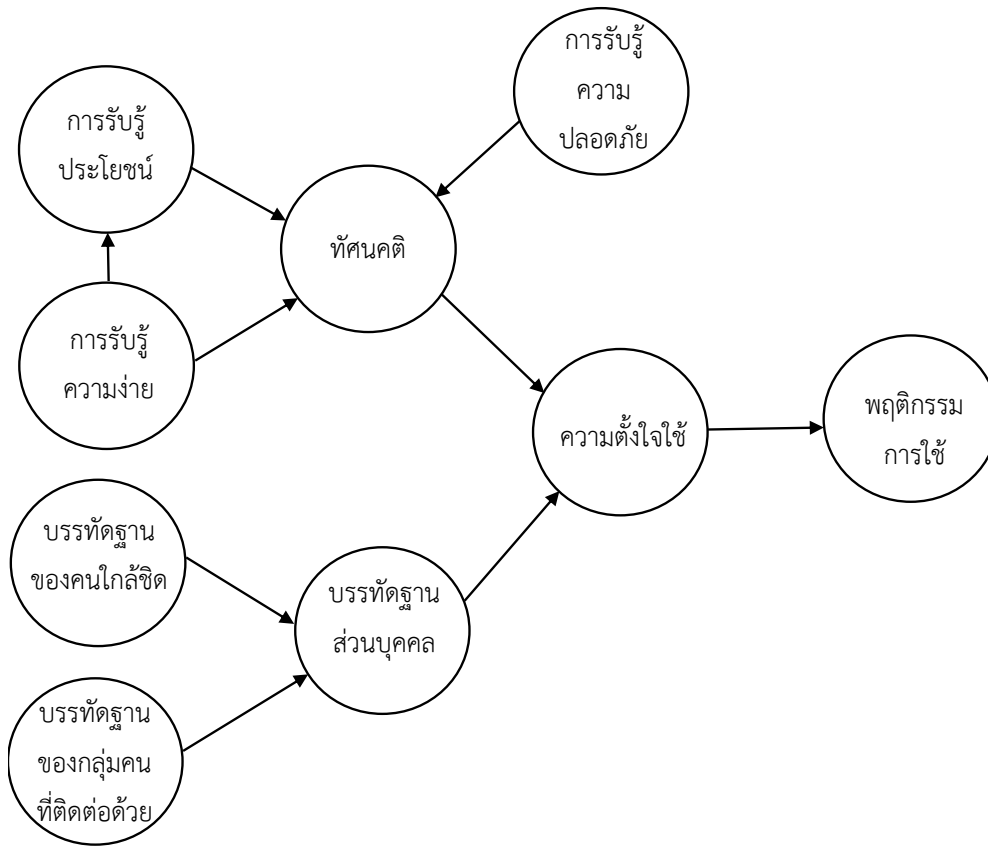 การรับรู้
ความ
ปลอดภัย
การรับรู้
ประโยชน์
ทัศนคติ
การรับรู้
ความง่าย
ความตั้งใจใช้
พฤติกรรม
การใช้
บรรทัดฐาน
ของคนใกล้ชิด
บรรทัดฐาน
ส่วนบุคคล
บรรทัดฐาน
ของกลุ่มคน
ที่ติดต่อด้วย